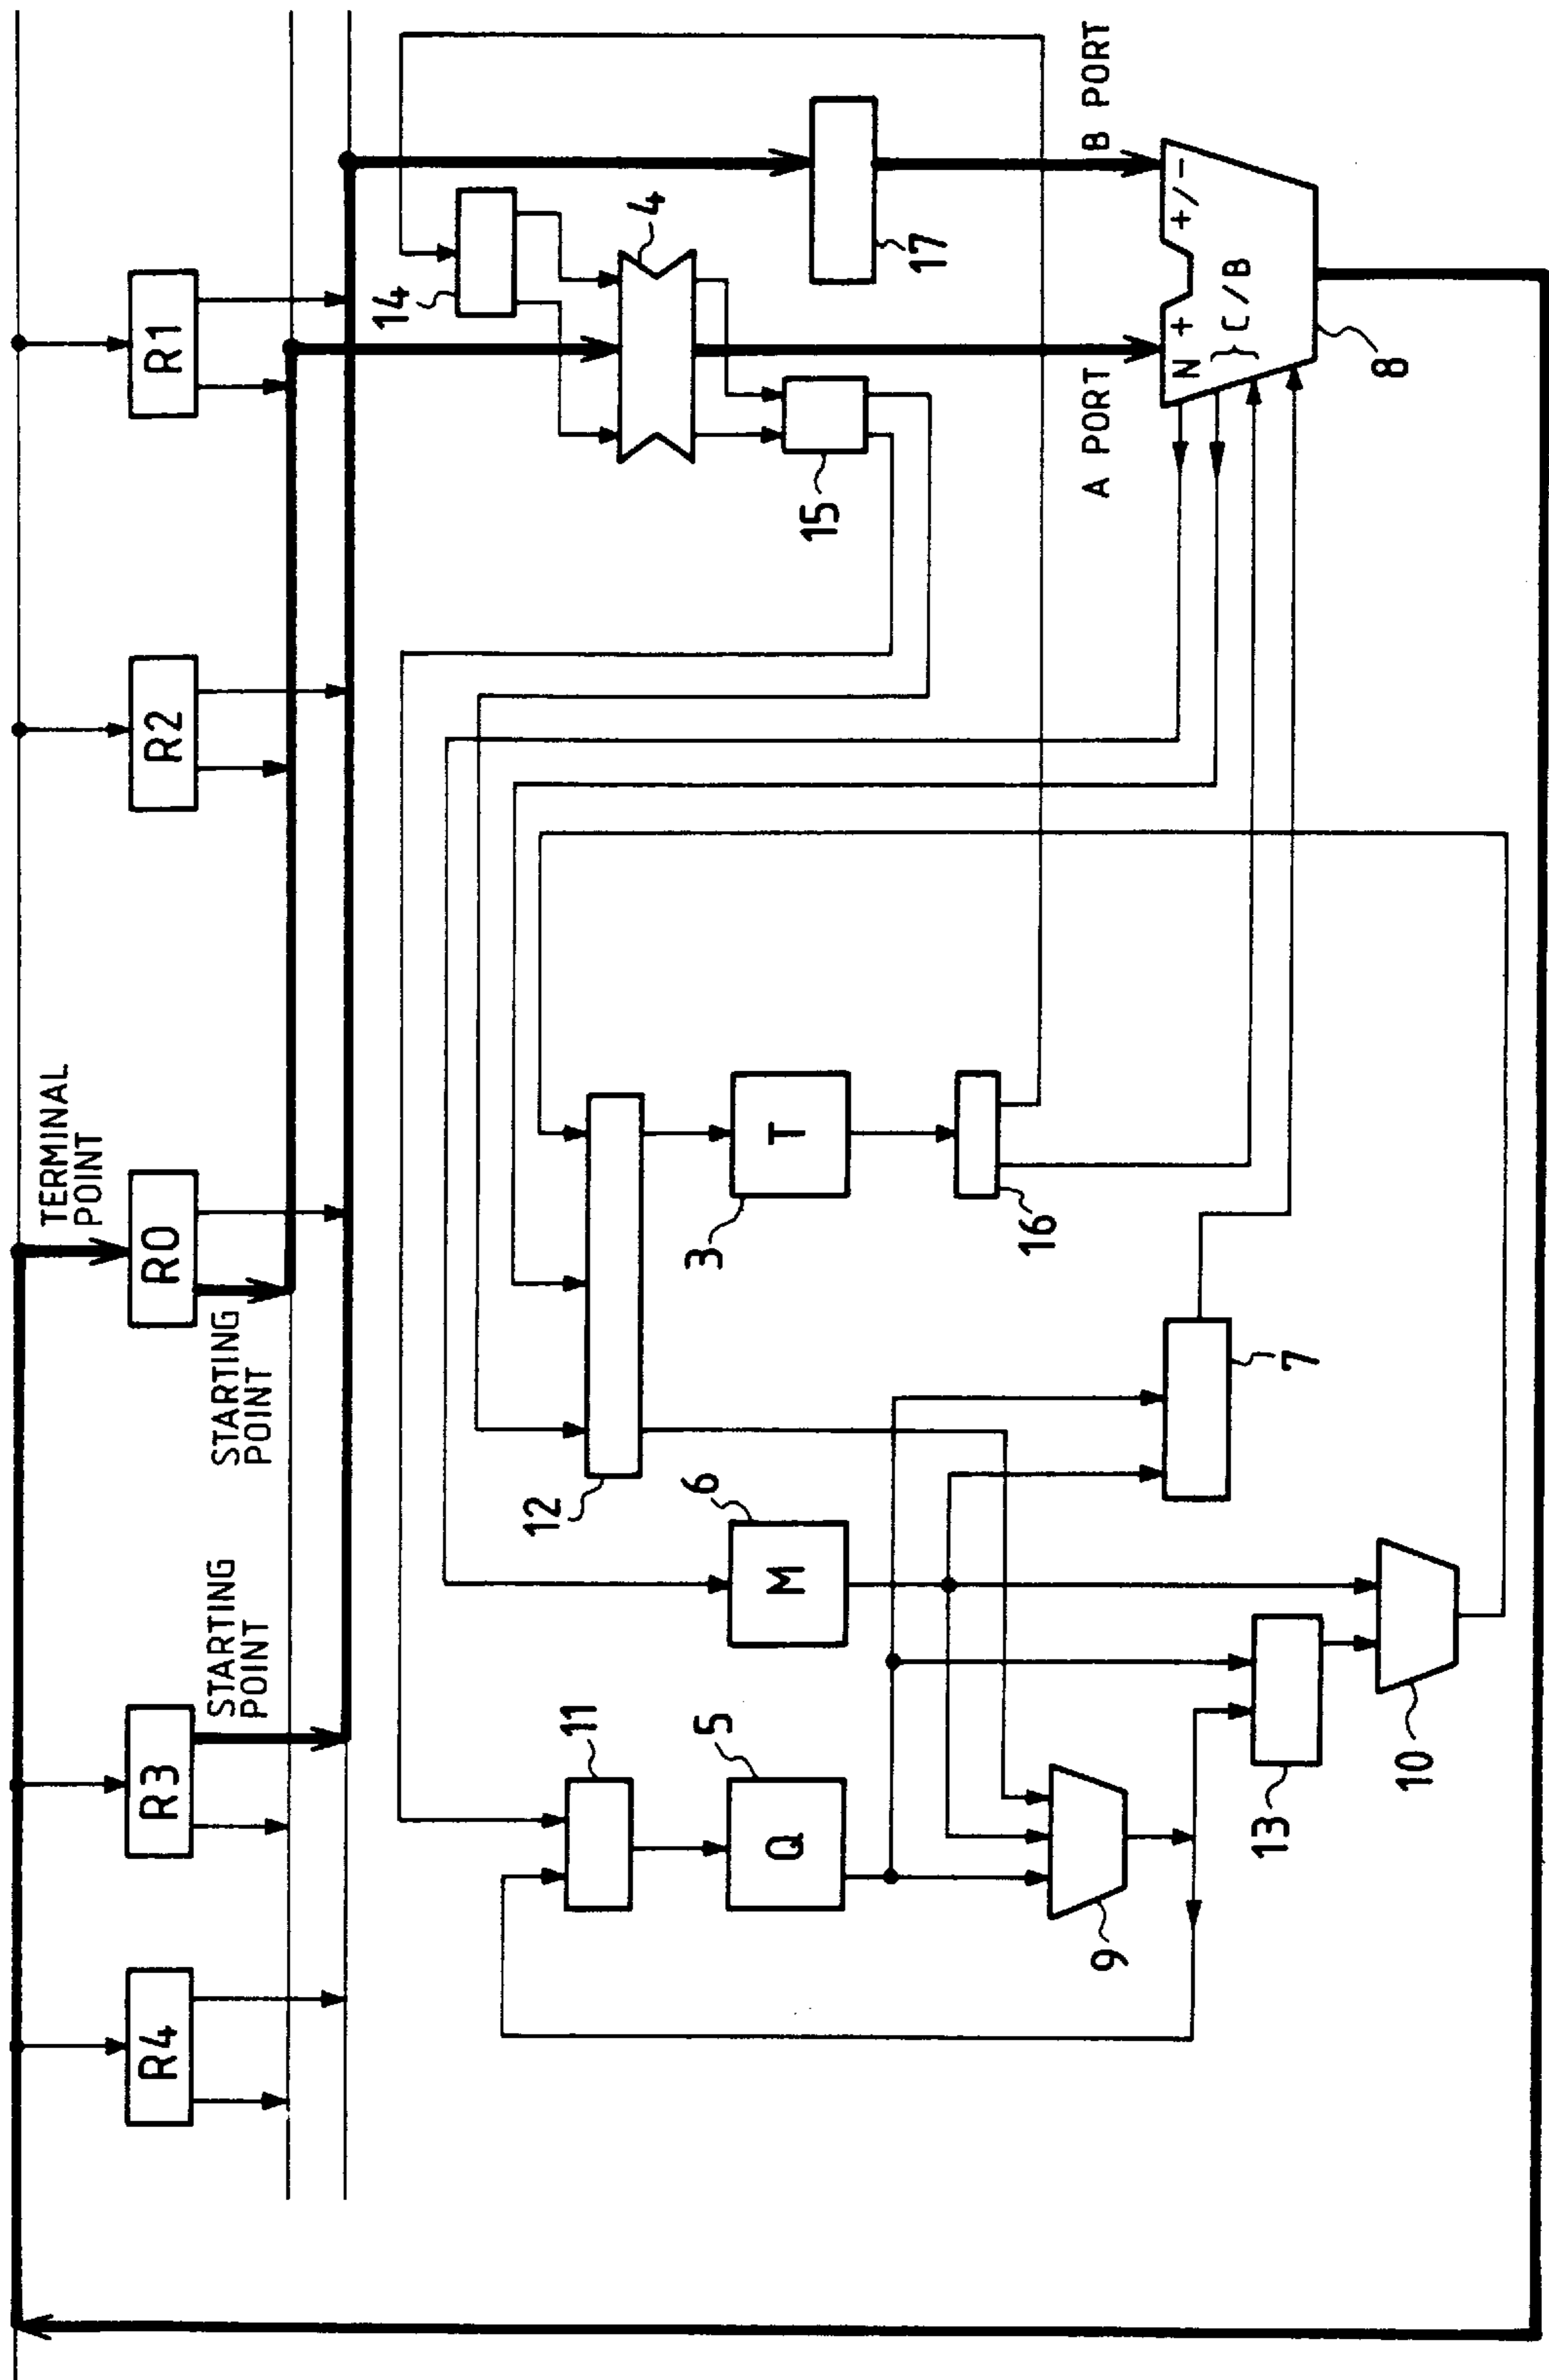 R4
R3
R0
R2
R1
TERMINAL
POINT
STARTING
POINT
STARTING
POINT
14
4
17
15
11
Q
5
M
6
12
T
3
16
9
13
10
7
A PORT
B PORT
N + +/-
} C/B
8